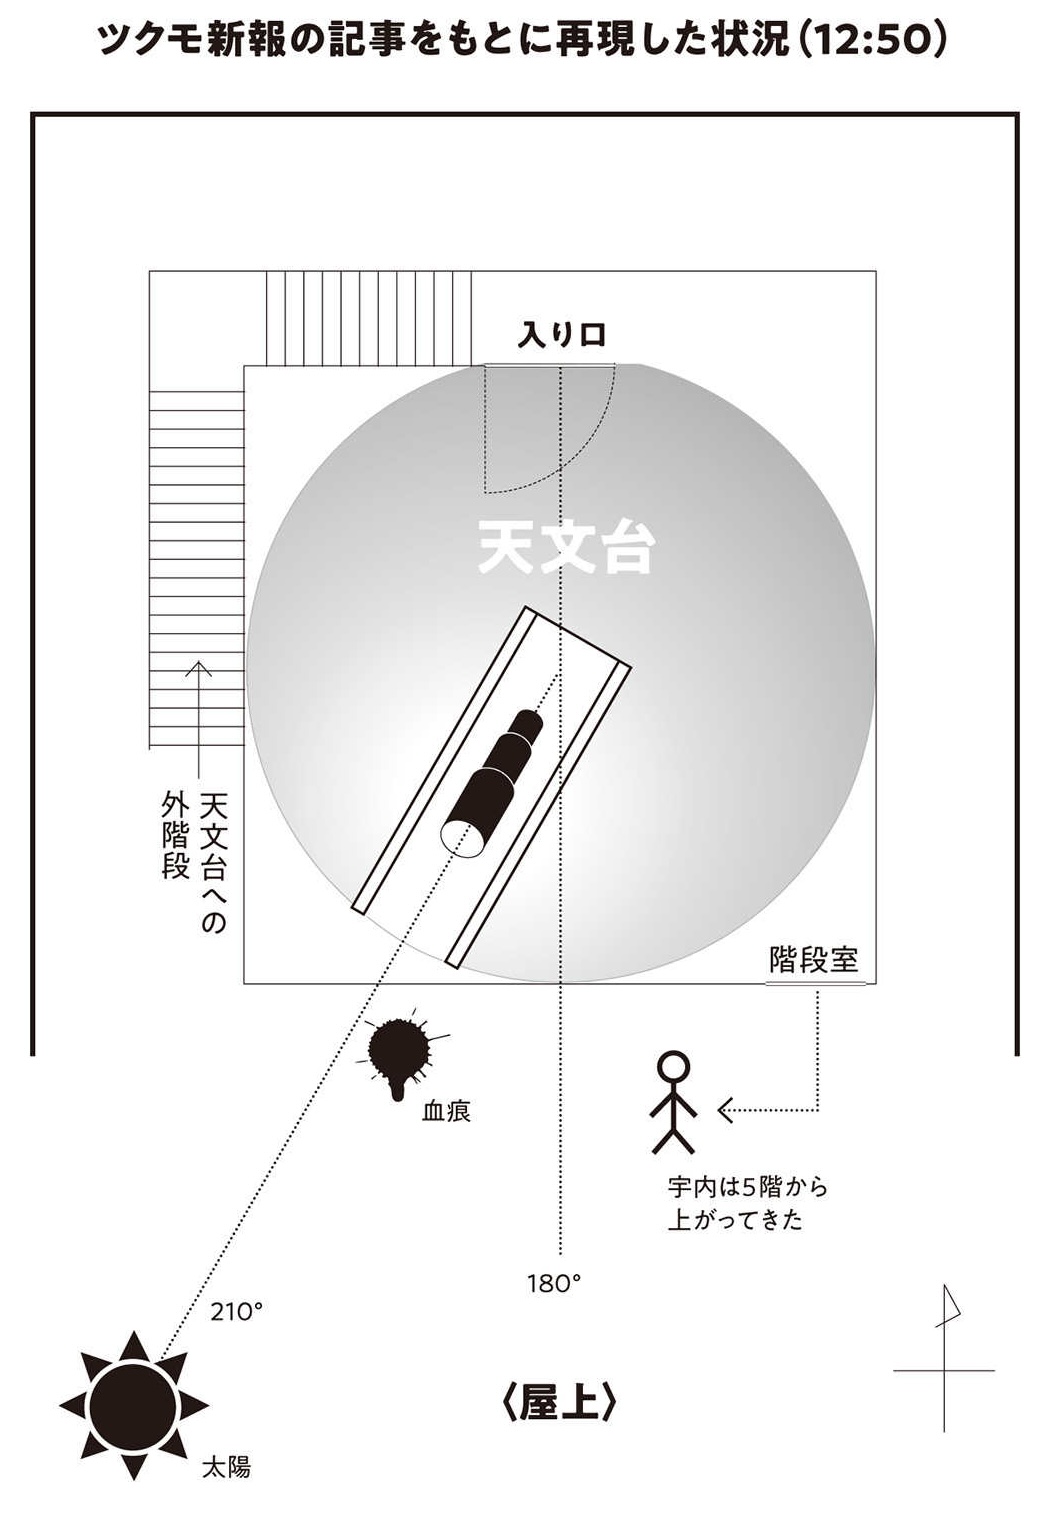 ツクモ新報の記事をもとに再現した状況(12:50)
入り口
天文台
天文台への
外階段
階段室
血痕
宇内は5階から
上がってきた
180°
210°
〈屋上〉
太陽